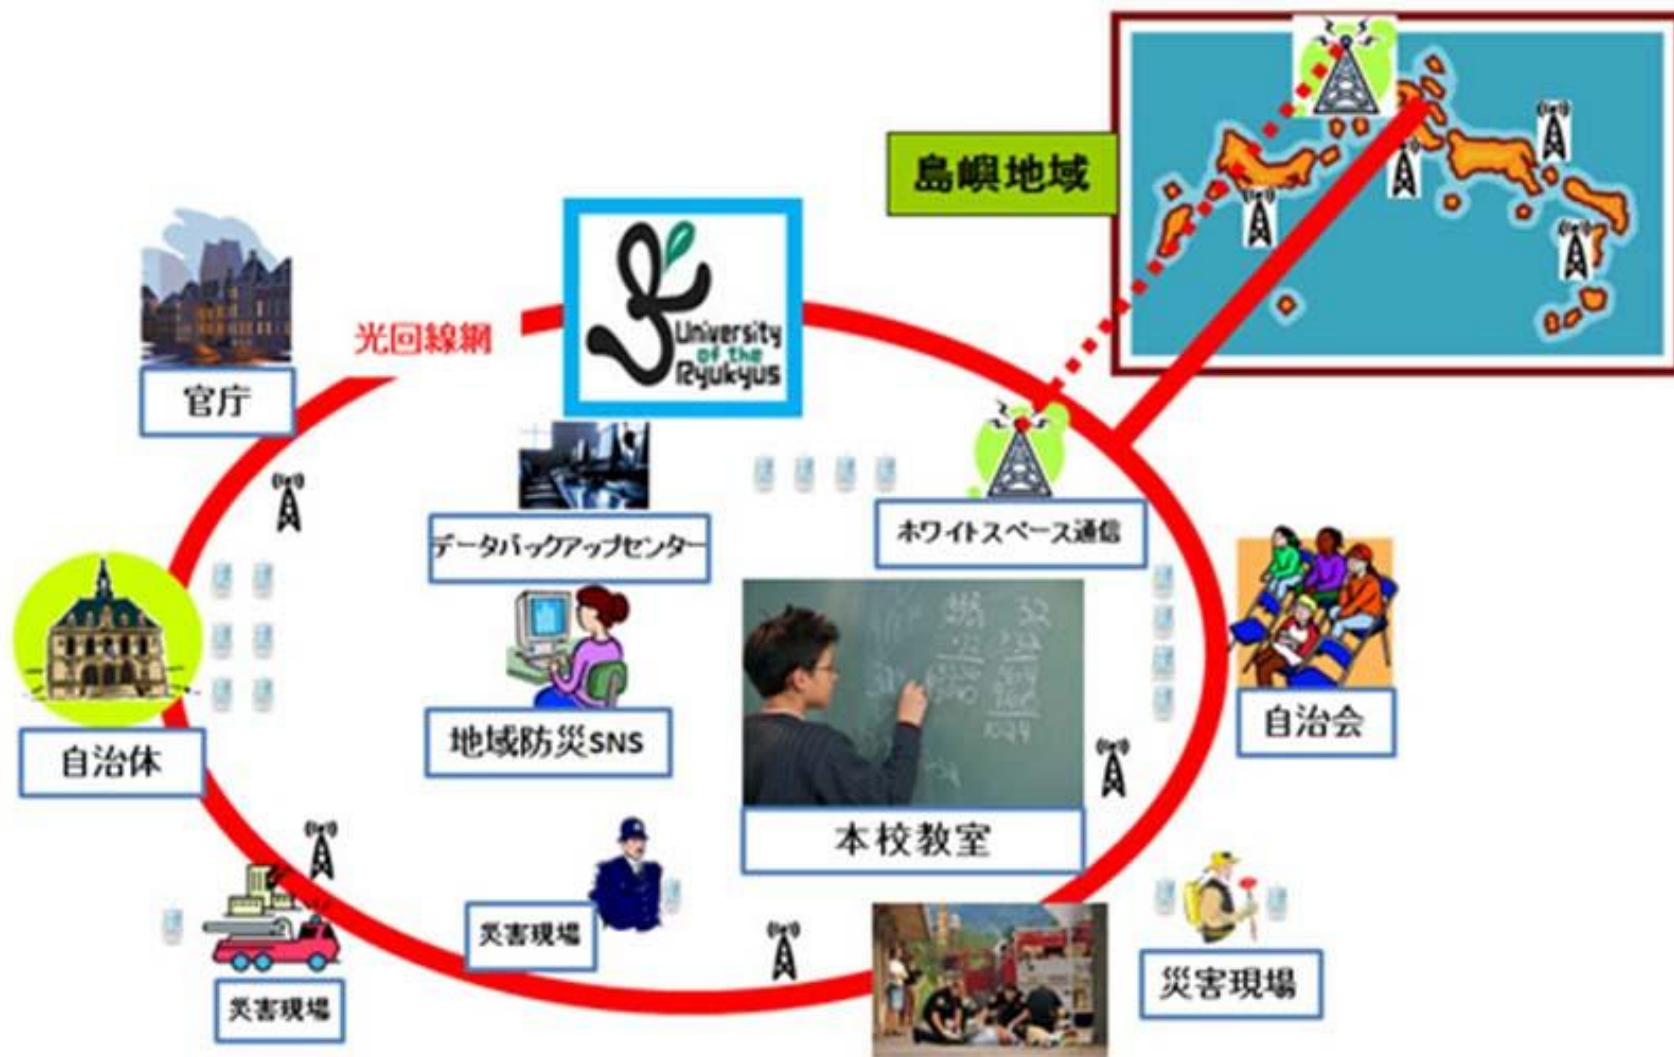 島嶼地域
University
of the
Ryukyus
光回線網
官庁
データバックアップセンター
ホワイトスペース通信
地域防災SNS
自治体
自治会
本校教室
災害現場
災害現場
災害現場
32
1024